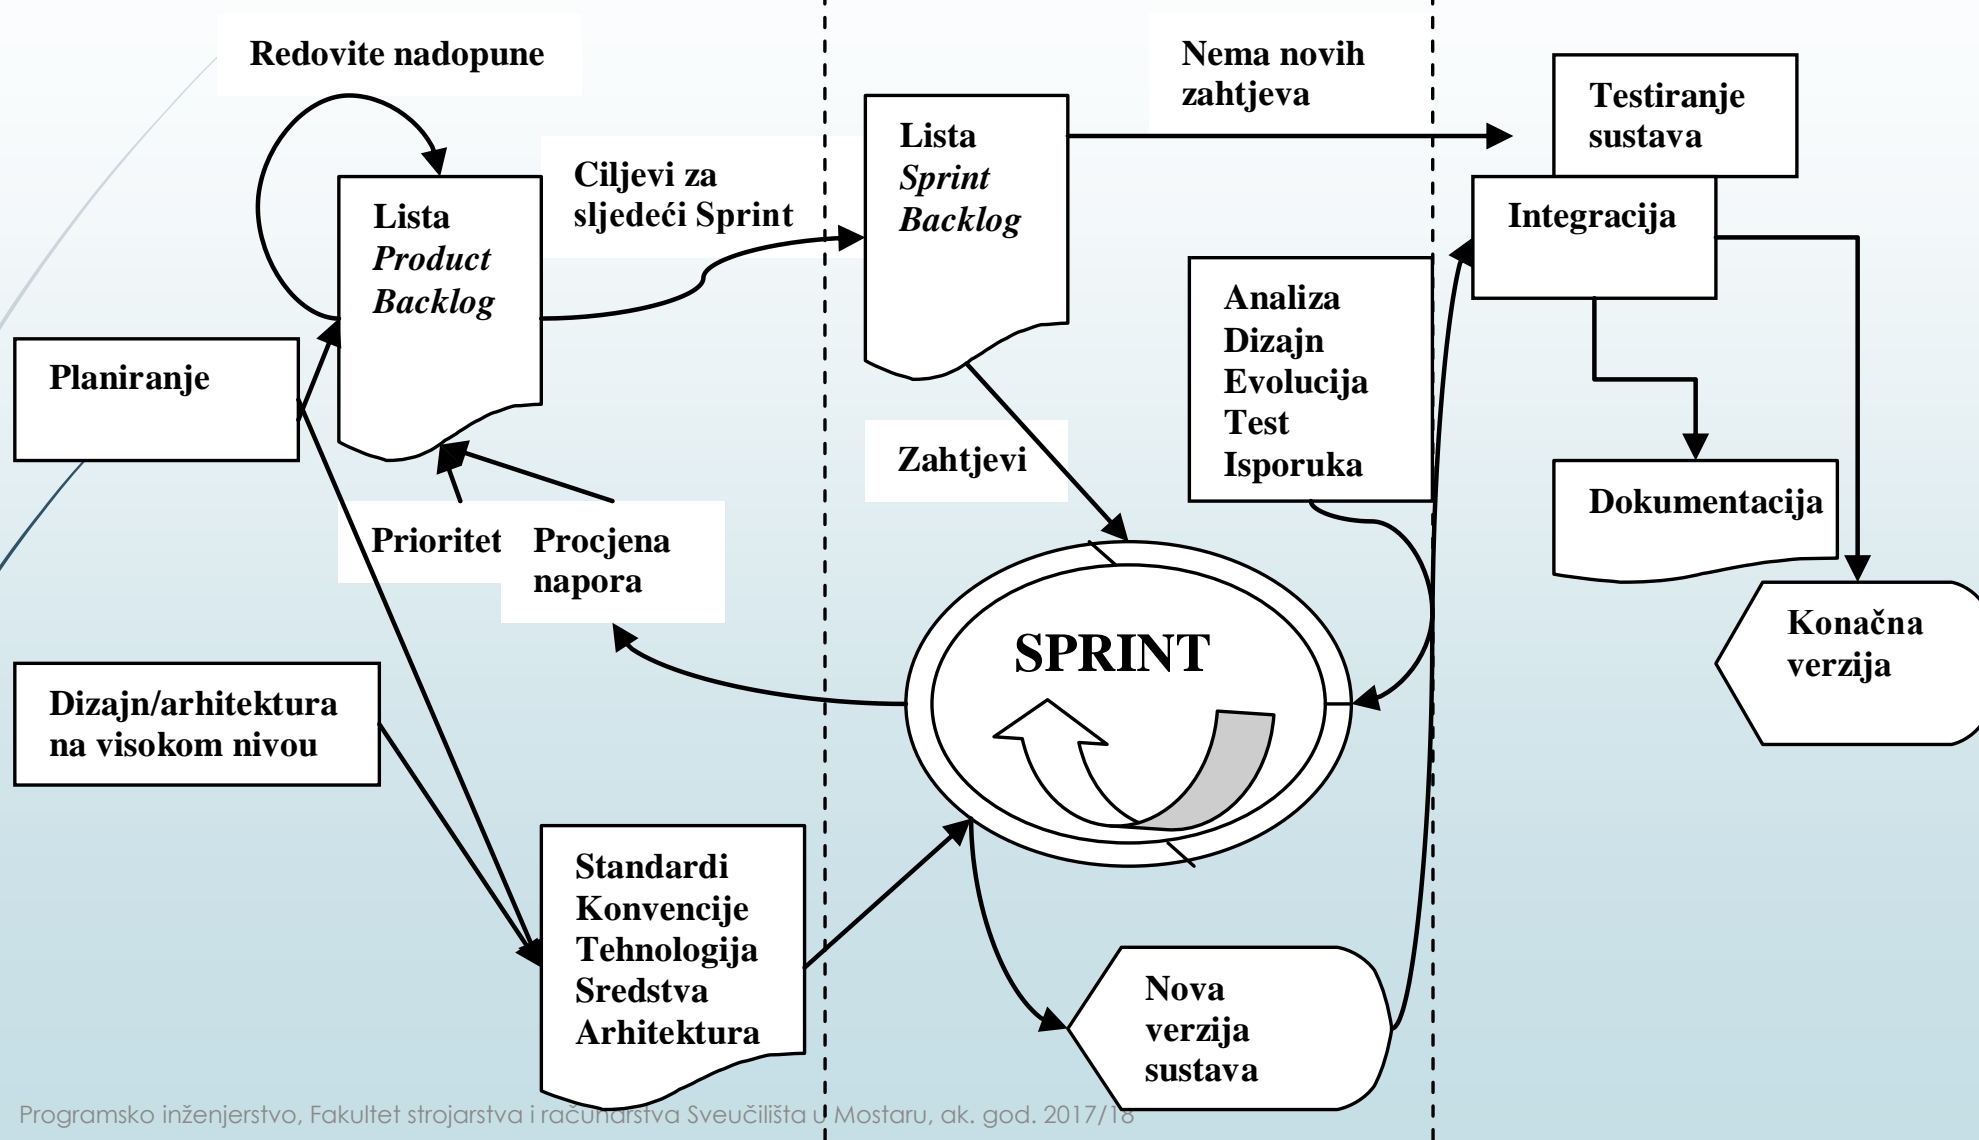 Redovite nadopune
Nema novih
zahtjeva
Testiranje
sustava
Lista
Product
Backlog
Ciljevi za
sljedeći Sprint
Lista
Sprint
Backlog
Integracija
Planiranje
Analiza
Dizajn
Evolucija
Test
Isporuka
Zahtjevi
Prioritet
Procjena
napora
Dokumentacija
SPRINT
Konačna
verzija
Dizajn/arhitektura
na visokom nivou
Standardi
Konvencije
Tehnologija
Sredstva
Arhitektura
Nova
verzija
sustava
Programsko inženjerstvo, Fakultet strojarstva i računarstva Sveučilišta u Mostaru, ak. god. 2017/18